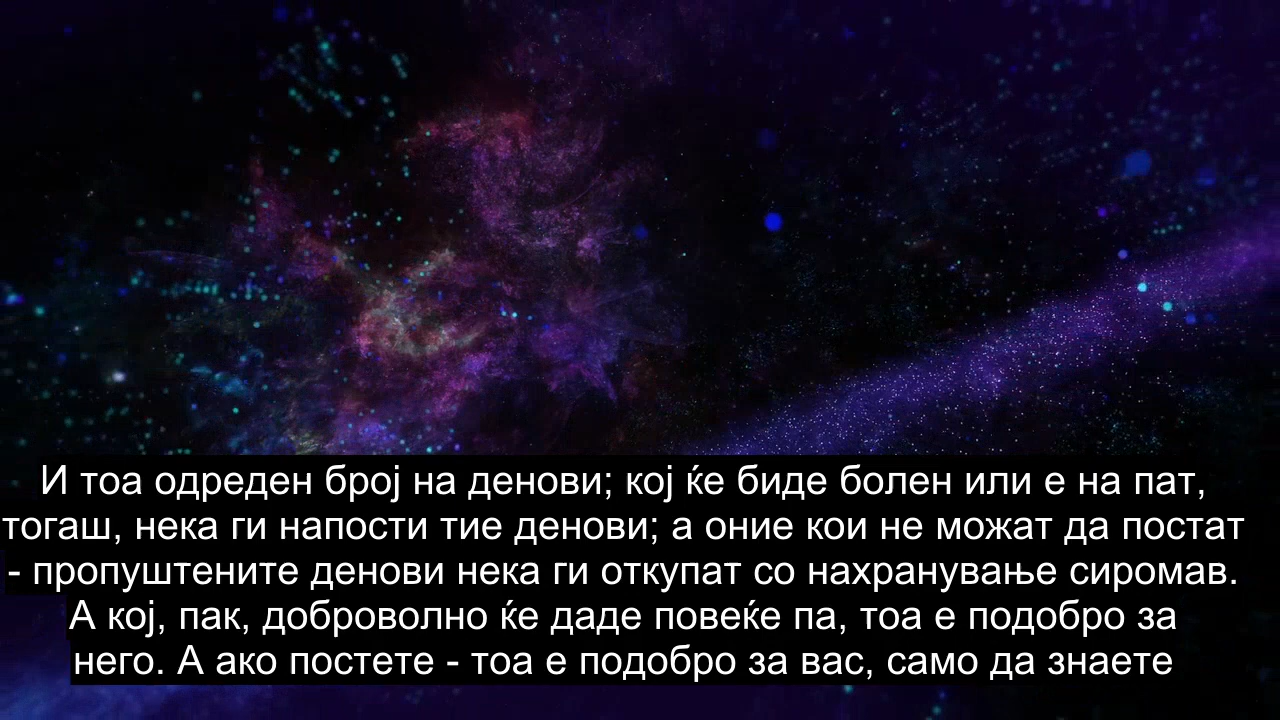 И тоа одреден број на денови; кој ќе биде болен или е на пат,
тогаш, нека ги напости тие денови; а оние кои не можат да постат
- пропуштените денови нека ги откупат со нахранување сиромав.
А кој, пак, доброволно ќе даде повеќе па, тоа е подобро за
него. А ако постете - тоа е подобро за вас, само да знаете